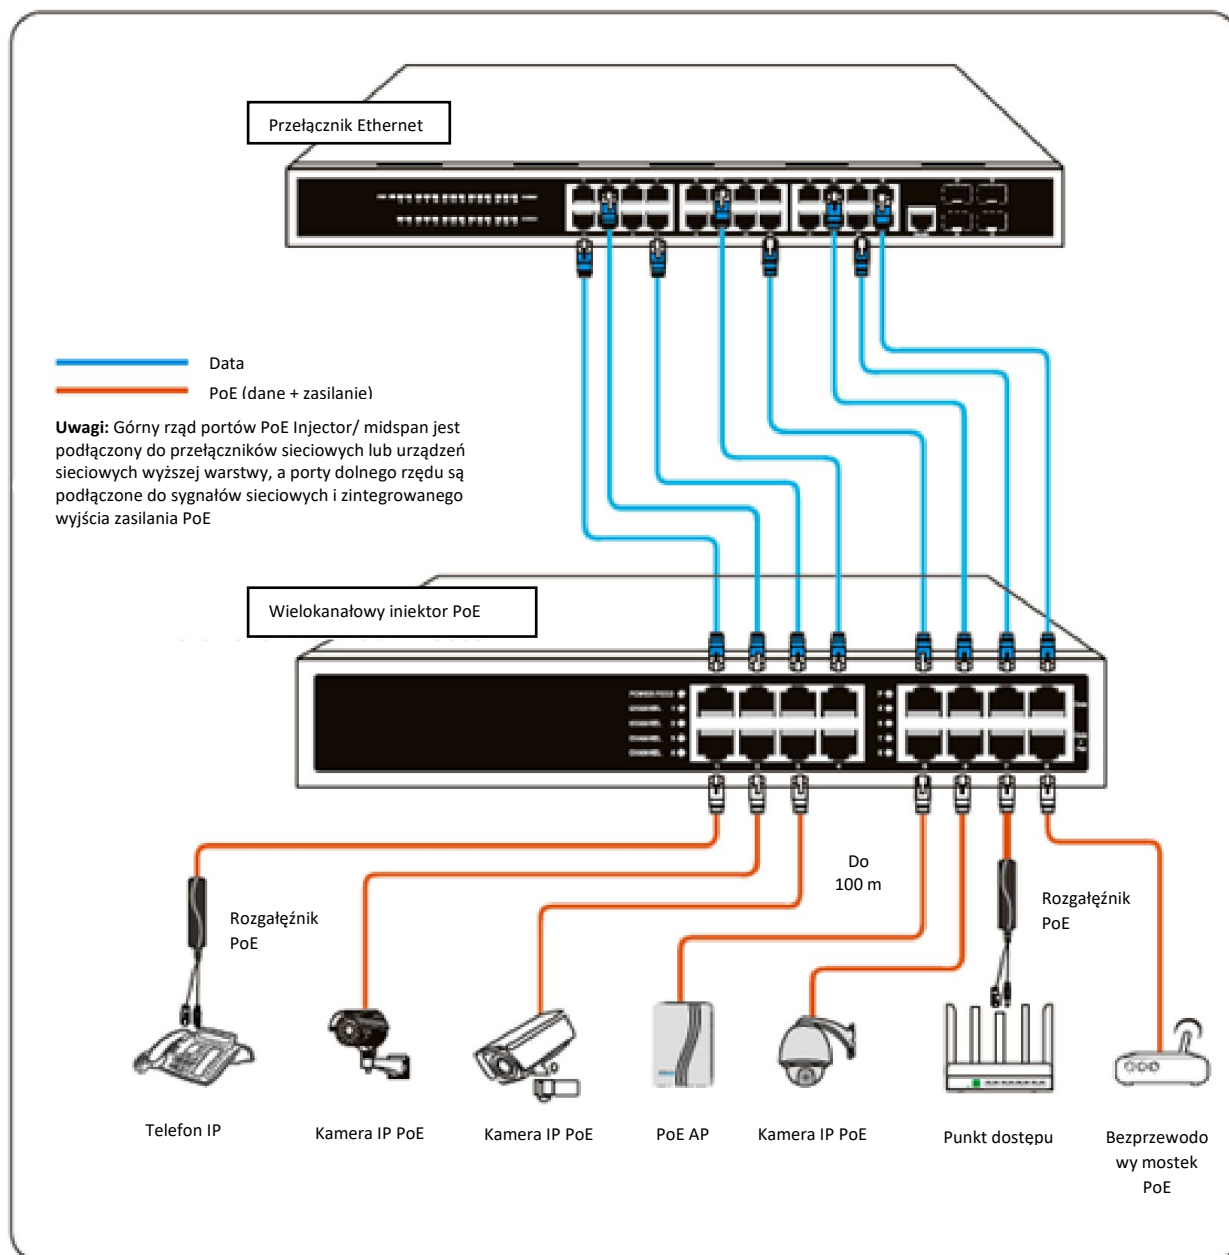 Przełącznik Ethernet
Data
PoE (dane + zasilanie)
Uwagi: Górny rząd portów PoE Injector/ midspan jest
podłączony do przełączników sieciowych lub urządzeń
sieciowych wyższej warstwy, a porty dolnego rzędu są
podłączone do sygnałów sieciowych i zintegrowanego
wyjścia zasilania PoE
Wielokanałowy iniektor PoE
Do
100 m
Rozgałęźnik
PoE
Rozgałęźnik
PoE
Telefon IP
Kamera IP PoE
Kamera IP PoE
PoE AP
Kamera IP PoE
Punkt dostępu
Bezprzewodo
wy mostek
PoE